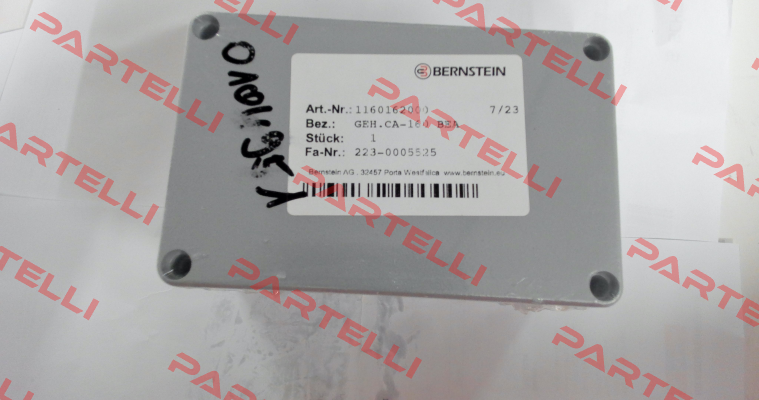 BERNSTEIN
Art.-Nr.: 1160162000 7/23
Bez.: GEH.CA-160 BEA
Stück: 1
Fa-Nr.: 223-0005525
Bernstein AG . 32457 Porta Westfalica www.bernstein.eu
PARTELLI
PARTELLI
PARTELLI
PARTELLI
PARTELLI
PARTELLI
PARTELLI
PARTELLI